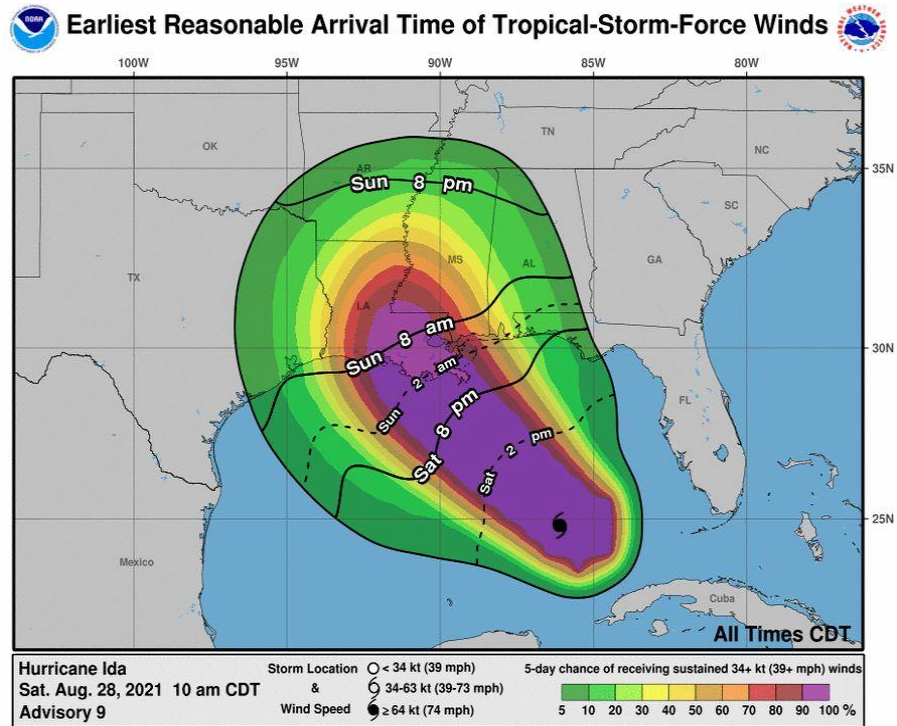 Earliest Reasonable Arrival Time of Tropical-Storm-Force Winds
NOAA
100W 95W 90W 85W 80W
TN
OK
NC
AR
35N
Sun 8 pm
SC
MS
AL
GA
TX
LA
Sun 8 am
30N
Sun 2 am
FL
Sat 8 pm
Sat 2 pm
25N
Mexico
Cuba
All Times CDT
Hurricane Ida
Sat. Aug. 28, 2021 10 am CDT
Advisory 9
Storm Location
&
Wind Speed
< 34 kt (39 mph)
34-63 kt (39-73 mph)
≥ 64 kt (74 mph)
5-day chance of receiving sustained 34+ kt (39+ mph) winds
5 10 20 30 40 50 60 70 80 90 100 %